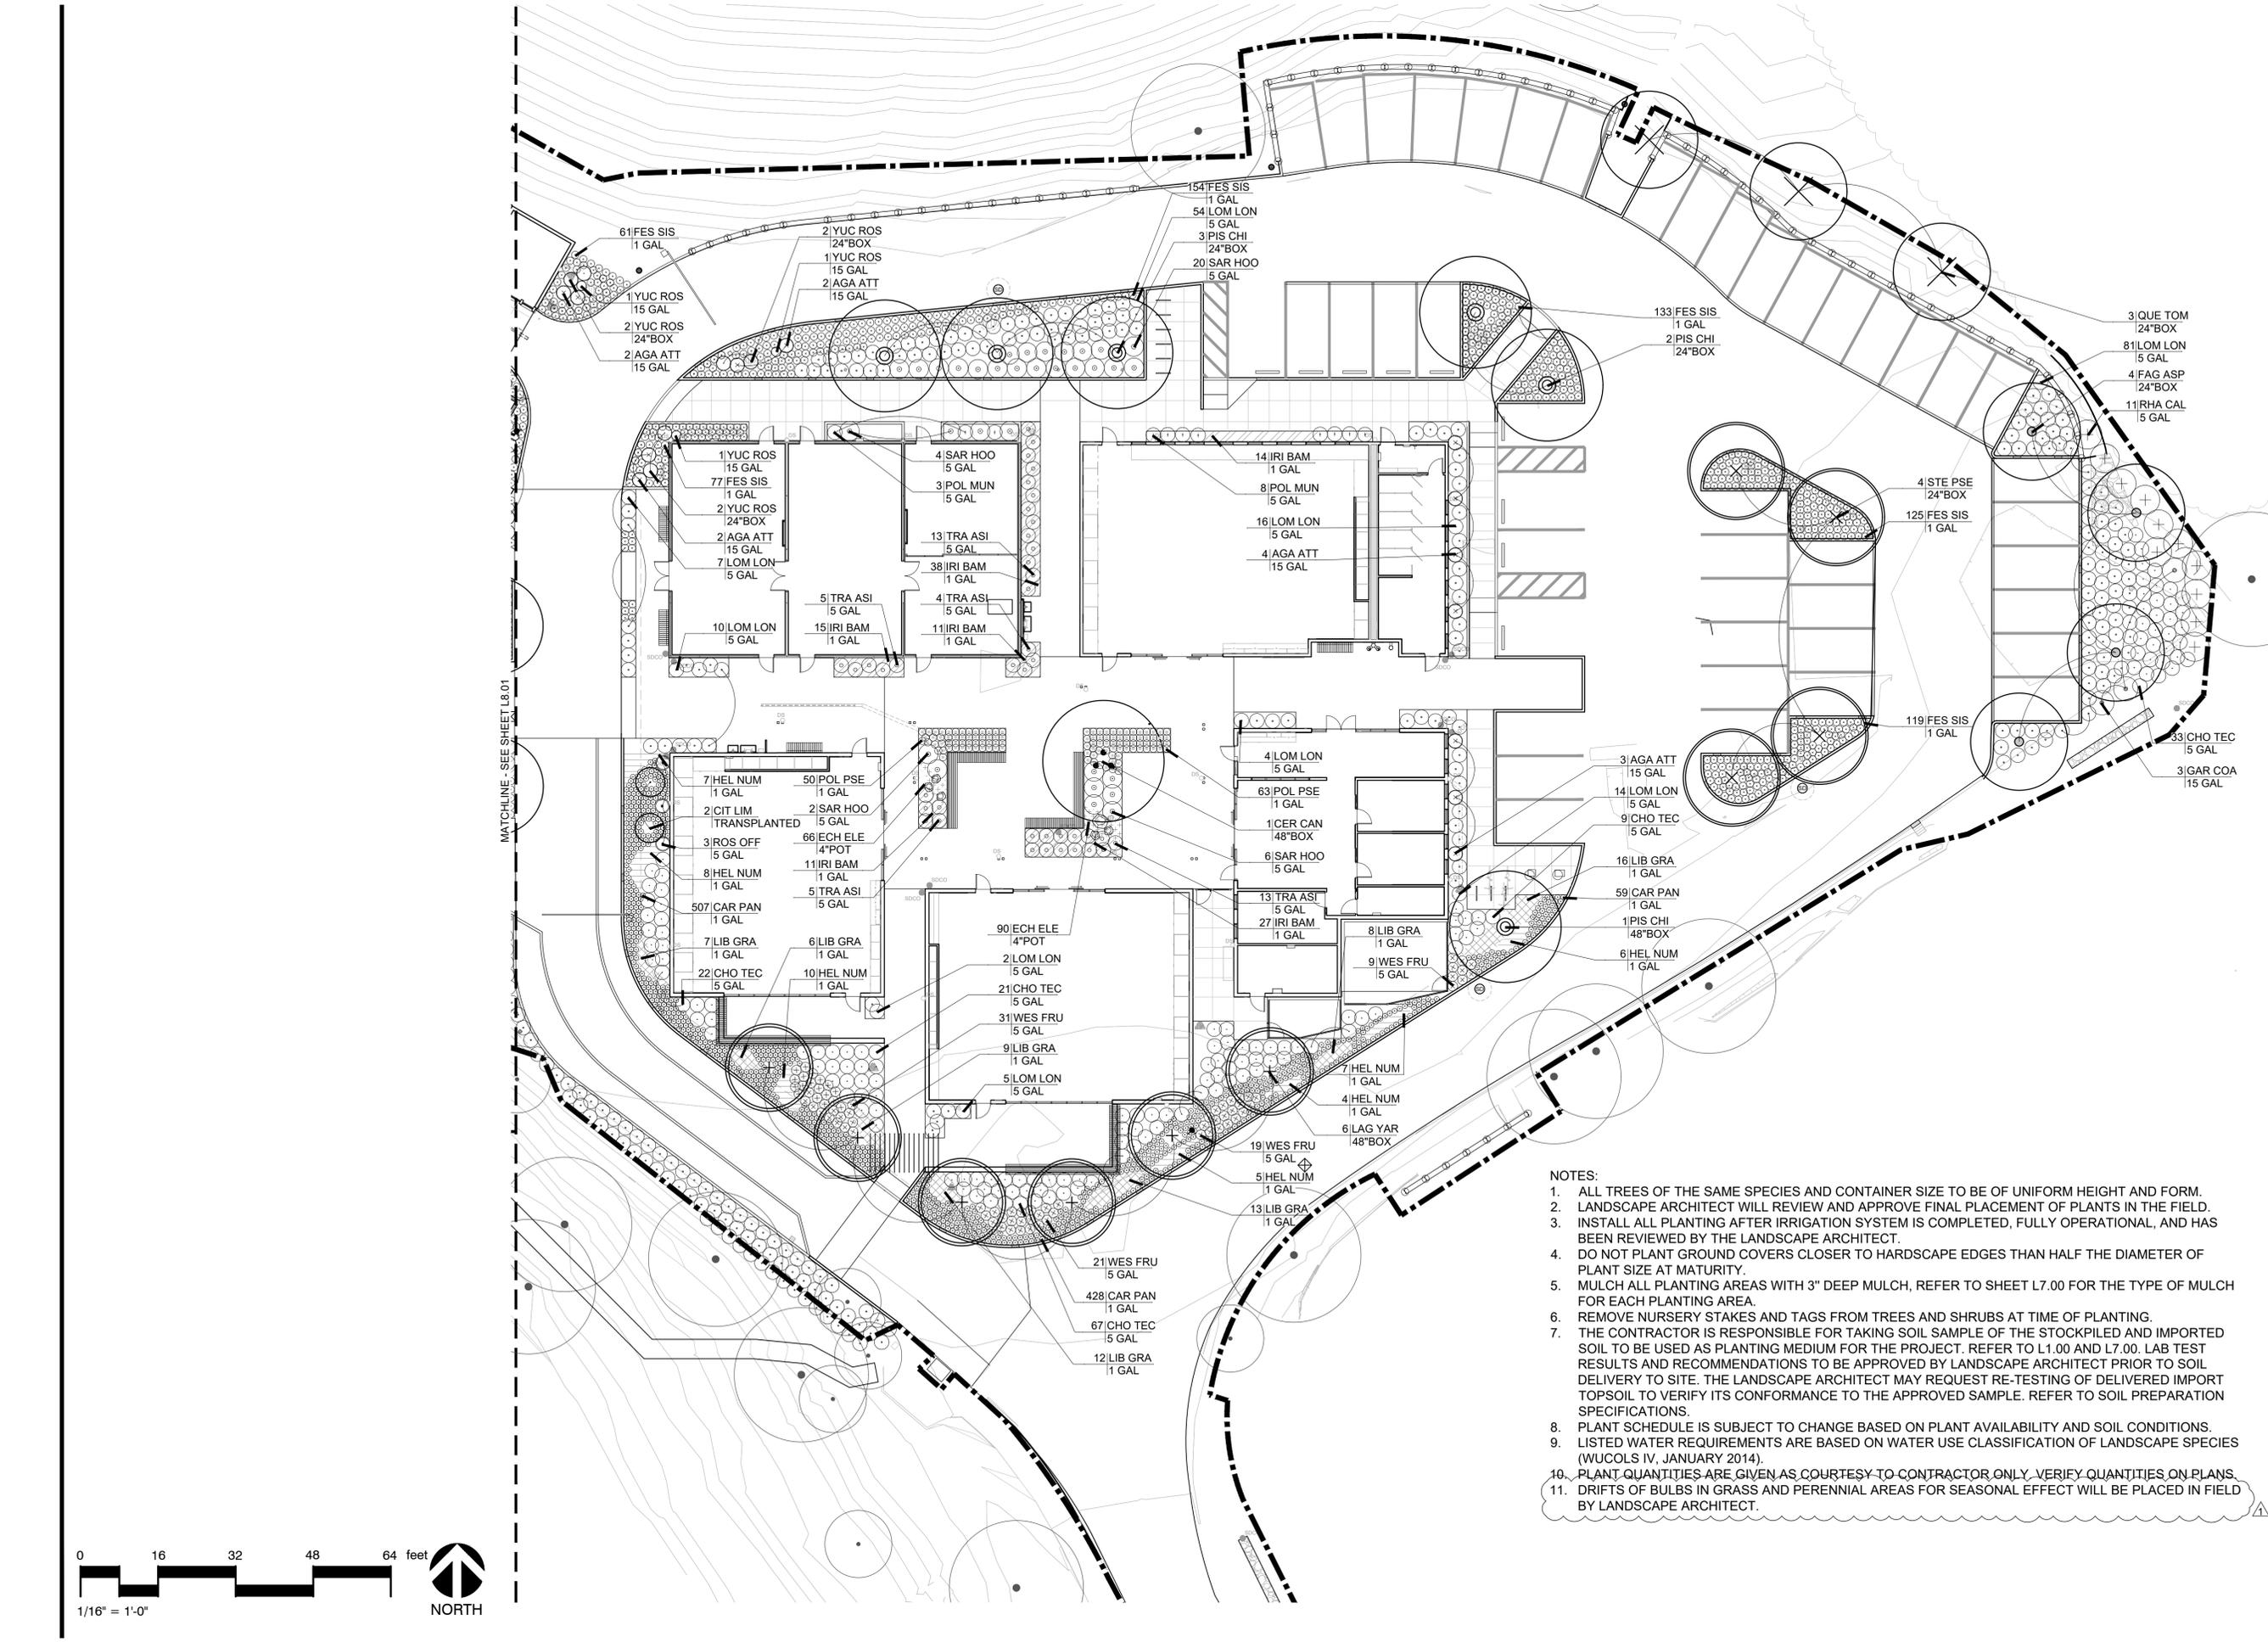 154 FES SIS
1 GAL
54 LOM LON
5 GAL
3 PIS CHI
24"BOX
20 SAR HOO
5 GAL
61 FES SIS
1 GAL
2 YUC ROS
24"BOX
1 YUC ROS
15 GAL
2 AGA ATT
15 GAL
1 YUC ROS
15 GAL
2 YUC ROS
24"BOX
2 AGA ATT
15 GAL
SD
133 FES SIS
1 GAL
2 PIS CHI
24"BOX
3 QUE TOM
24"BOX
81 LOM LON
5 GAL
4 FAG ASP
24"BOX
11 RHA CAL
5 GAL
1 YUC ROS
15 GAL
77 FES SIS
1 GAL
2 YUC ROS
24"BOX
2 AGA ATT
15 GAL
7 LOM LON
5 GAL
10 LOM LON
5 GAL
4 SAR HOO
5 GAL
3 POL MUN
5 GAL
13 TRA ASI
5 GAL
38 IRI BAM
1 GAL
5 TRA ASI
5 GAL
15 IRI BAM
1 GAL
4 TRA ASI
5 GAL
11 IRI BAM
1 GAL
14 IRI BAM
1 GAL
8 POL MUN
5 GAL
16 LOM LON
5 GAL
4 AGA ATT
15 GAL
4 STE PSE
24"BOX
125 FES SIS
1 GAL
SDCO
SDCO
DB
DB
DB
DB
119 FES SIS
1 GAL
33 CHO TEC
5 GAL
3 GAR COA
15 GAL
SD
MATCHLINE - SEE SHEET L8.01
7 HEL NUM
1 GAL
2 CIT LIM
TRANSPLANTED
3 ROS OFF
5 GAL
8 HEL NUM
1 GAL
507 CAR PAN
1 GAL
7 LIB GRA
1 GAL
22 CHO TEC
5 GAL
50 POL PSE
1 GAL
2 SAR HOO
5 GAL
66 ECH ELE
4"POT
11 IRI BAM
1 GAL
5 TRA ASI
5 GAL
6 LIB GRA
1 GAL
10 HEL NUM
1 GAL
SDCO
SDCO
4 LOM LON
5 GAL
63 POL PSE
1 GAL
1 CER CAN
48"BOX
6 SAR HOO
5 GAL
13 TRA ASI
5 GAL
27 IRI BAM
1 GAL
8 LIB GRA
1 GAL
9 WES FRU
5 GAL
3 AGA ATT
15 GAL
14 LOM LON
5 GAL
9 CHO TEC
5 GAL
16 LIB GRA
1 GAL
59 CAR PAN
1 GAL
1 PIS CHI
48"BOX
6 HEL NUM
1 GAL
SD
90 ECH ELE
4"POT
2 LOM LON
5 GAL
21 CHO TEC
5 GAL
31 WES FRU
5 GAL
9 LIB GRA
1 GAL
5 LOM LON
5 GAL
7 HEL NUM
1 GAL
4 HEL NUM
1 GAL
6 LAG YAR
48"BOX
19 WES FRU
5 GAL
5 HEL NUM
1 GAL
13 LIB GRA
1 GAL
21 WES FRU
5 GAL
428 CAR PAN
1 GAL
67 CHO TEC
5 GAL
12 LIB GRA
1 GAL
NOTES:
1. ALL TREES OF THE SAME SPECIES AND CONTAINER SIZE TO BE OF UNIFORM HEIGHT AND FORM.
2. LANDSCAPE ARCHITECT WILL REVIEW AND APPROVE FINAL PLACEMENT OF PLANTS IN THE FIELD.
3. INSTALL ALL PLANTING AFTER IRRIGATION SYSTEM IS COMPLETED, FULLY OPERATIONAL, AND HAS
BEEN REVIEWED BY THE LANDSCAPE ARCHITECT.
4. DO NOT PLANT GROUND COVERS CLOSER TO HARDSCAPE EDGES THAN HALF THE DIAMETER OF
PLANT SIZE AT MATURITY.
5. MULCH ALL PLANTING AREAS WITH 3" DEEP MULCH, REFER TO SHEET L7.00 FOR THE TYPE OF MULCH
FOR EACH PLANTING AREA.
6. REMOVE NURSERY STAKES AND TAGS FROM TREES AND SHRUBS AT TIME OF PLANTING.
7. THE CONTRACTOR IS RESPONSIBLE FOR TAKING SOIL SAMPLE OF THE STOCKPILED AND IMPORTED
SOIL TO BE USED AS PLANTING MEDIUM FOR THE PROJECT. REFER TO L1.00 AND L7.00. LAB TEST
RESULTS AND RECOMMENDATIONS TO BE APPROVED BY LANDSCAPE ARCHITECT PRIOR TO SOIL
DELIVERY TO SITE. THE LANDSCAPE ARCHITECT MAY REQUEST RE-TESTING OF DELIVERED IMPORT
TOPSOIL TO VERIFY ITS CONFORMANCE TO THE APPROVED SAMPLE. REFER TO SOIL PREPARATION
SPECIFICATIONS.
8. PLANT SCHEDULE IS SUBJECT TO CHANGE BASED ON PLANT AVAILABILITY AND SOIL CONDITIONS.
9. LISTED WATER REQUIREMENTS ARE BASED ON WATER USE CLASSIFICATION OF LANDSCAPE SPECIES
(WUCOLS IV, JANUARY 2014).
10. PLANT QUANTITIES ARE GIVEN AS COURTESY TO CONTRACTOR ONLY. VERIFY QUANTITIES ON PLANS.
11. DRIFTS OF BULBS IN GRASS AND PERENNIAL AREAS FOR SEASONAL EFFECT WILL BE PLACED IN FIELD
BY LANDSCAPE ARCHITECT.
1
0 16 32 48 64 feet
1/16" = 1'-0"
NORTH